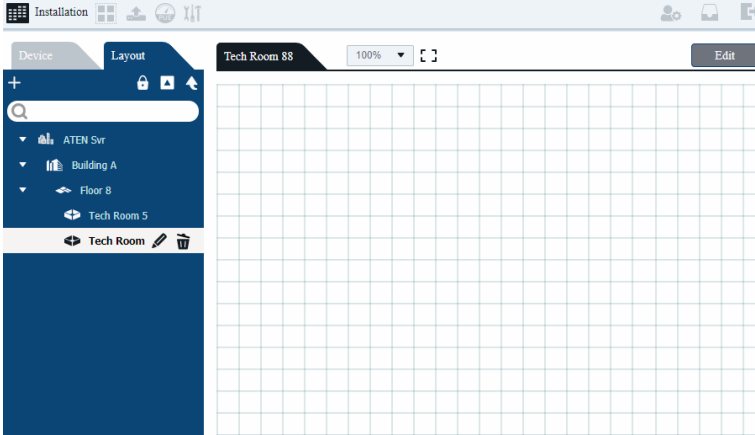 Installation
Device
Layout
Tech Room 88
100%
Edit
ATEN Svr
Building A
Floor 8
Tech Room 5
Tech Room